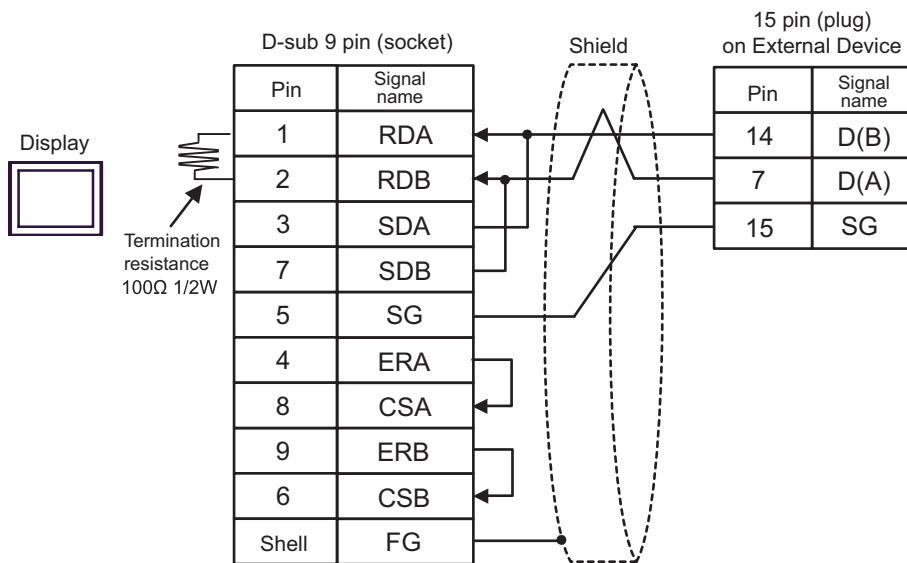 15 pin (plug)
D-sub 9 pin (socket) Shield on External Device
Pin Signal name Pin Signal name
1 RDA 14 D(B)
Display
2 RDB 7 D(A)
3 SDA 15 SG
Termination
resistance
100Ω 1/2W
7 SDB
5 SG
4 ERA
8 CSA
9 ERB
6 CSB
Shell FG